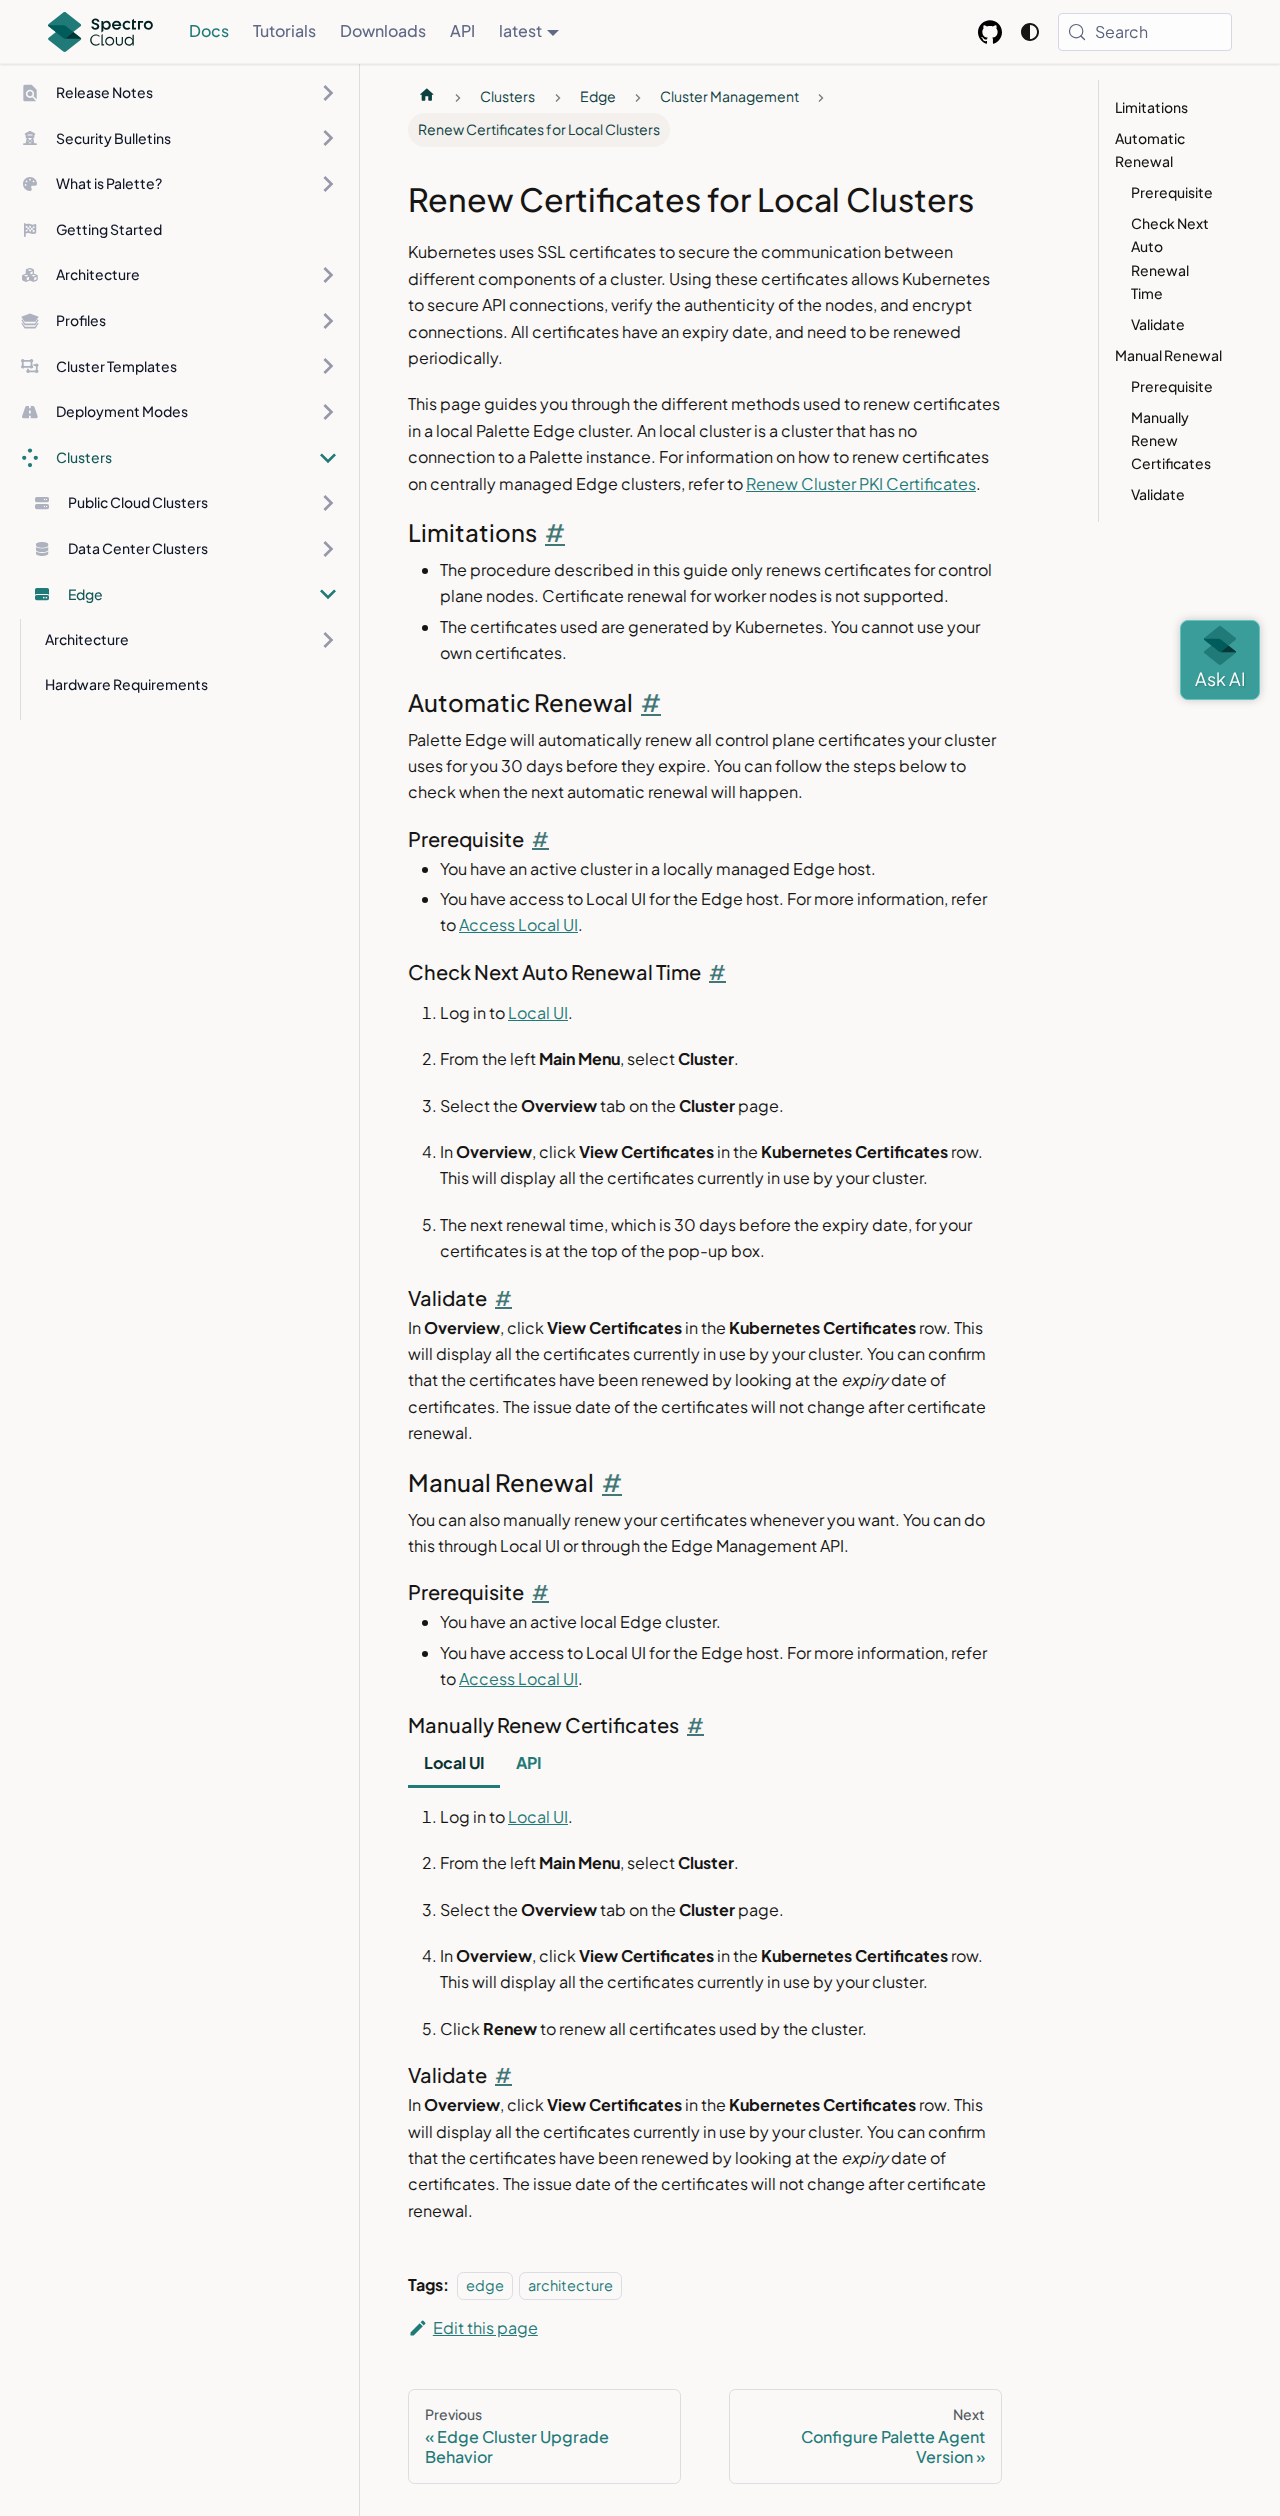 Spectro
Cloud
Docs
Tutorials
Downloads
API
latest
Search
Release Notes
Security Bulletins
What is Palette?
Getting Started
Architecture
Profiles
Cluster Templates
Deployment Modes
Clusters
Public Cloud Clusters
Data Center Clusters
Edge
Architecture
Hardware Requirements
Clusters
Edge
Cluster Management
Renew Certificates for Local Clusters
Renew Certificates for Local Clusters
Kubernetes uses SSL certificates to secure the communication between
different components of a cluster. Using these certificates allows Kubernetes
to secure API connections, verify the authenticity of the nodes, and encrypt
connections. All certificates have an expiry date, and need to be renewed
periodically.
This page guides you through the different methods used to renew certificates
in a local Palette Edge cluster. An local cluster is a cluster that has no
connection to a Palette instance. For information on how to renew certificates
on centrally managed Edge clusters, refer to Renew Cluster PKI Certificates.
Limitations #
• The procedure described in this guide only renews certificates for control
plane nodes. Certificate renewal for worker nodes is not supported.
• The certificates used are generated by Kubernetes. You cannot use your
own certificates.
Automatic Renewal #
Palette Edge will automatically renew all control plane certificates your cluster
uses for you 30 days before they expire. You can follow the steps below to
check when the next automatic renewal will happen.
Prerequisite #
• You have an active cluster in a locally managed Edge host.
• You have access to Local UI for the Edge host. For more information, refer
to Access Local UI.
Check Next Auto Renewal Time #
1. Log in to Local UI.
2. From the left Main Menu, select Cluster.
3. Select the Overview tab on the Cluster page.
4. In Overview, click View Certificates in the Kubernetes Certificates row.
This will display all the certificates currently in use by your cluster.
5. The next renewal time, which is 30 days before the expiry date, for your
certificates is at the top of the pop-up box.
Validate #
In Overview, click View Certificates in the Kubernetes Certificates row. This
will display all the certificates currently in use by your cluster. You can confirm
that the certificates have been renewed by looking at the expiry date of
certificates. The issue date of the certificates will not change after certificate
renewal.
Manual Renewal #
You can also manually renew your certificates whenever you want. You can do
this through Local UI or through the Edge Management API.
Prerequisite #
• You have an active local Edge cluster.
• You have access to Local UI for the Edge host. For more information, refer
to Access Local UI.
Manually Renew Certificates #
Local UI
API
1. Log in to Local UI.
2. From the left Main Menu, select Cluster.
3. Select the Overview tab on the Cluster page.
4. In Overview, click View Certificates in the Kubernetes Certificates row.
This will display all the certificates currently in use by your cluster.
5. Click Renew to renew all certificates used by the cluster.
Validate #
In Overview, click View Certificates in the Kubernetes Certificates row. This
will display all the certificates currently in use by your cluster. You can confirm
that the certificates have been renewed by looking at the expiry date of
certificates. The issue date of the certificates will not change after certificate
renewal.
Tags: edge architecture
Edit this page
Previous
« Edge Cluster Upgrade
Behavior
Next
Configure Palette Agent
Version »
Limitations
Automatic
Renewal
Prerequisite
Check Next
Auto
Renewal
Time
Validate
Manual Renewal
Prerequisite
Manually
Renew
Certificates
Validate
Ask AI